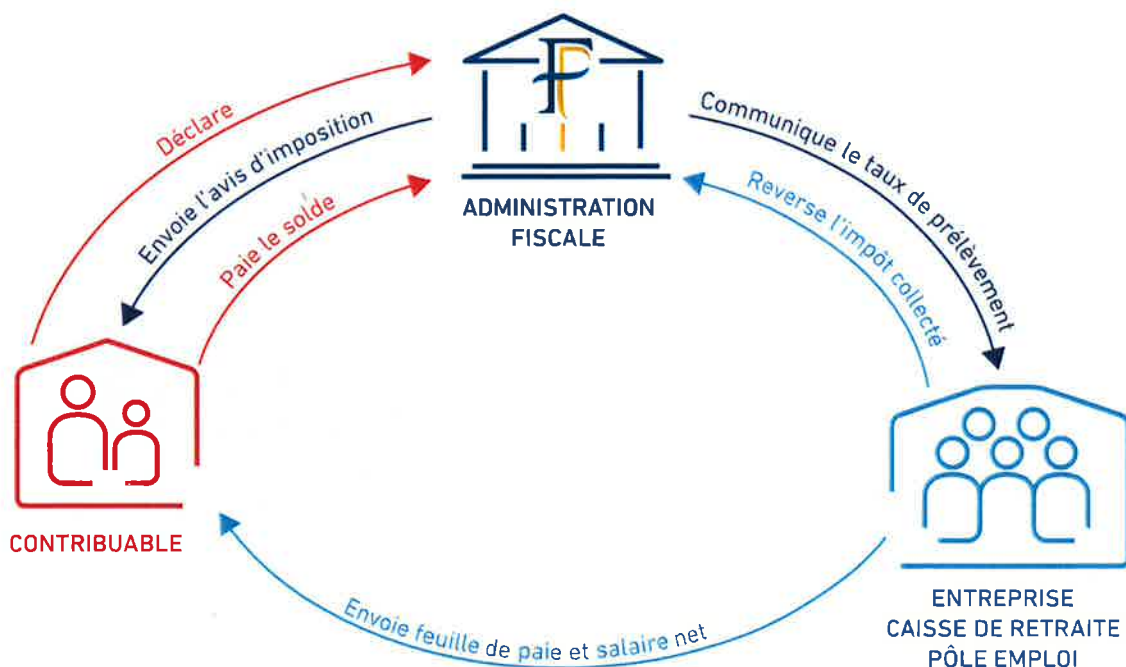 Déclare
Envoie l'avis d'imposition
Paie le solde
ADMINISTRATION
FISCALE
Communique le taux de prélèvement
Reverse l'impôt collecté
CONTRIBUABLE
Envoie feuille de paie et salaire net
ENTREPRISE
CAISSE DE RETRAITE
PÔLE EMPLOI